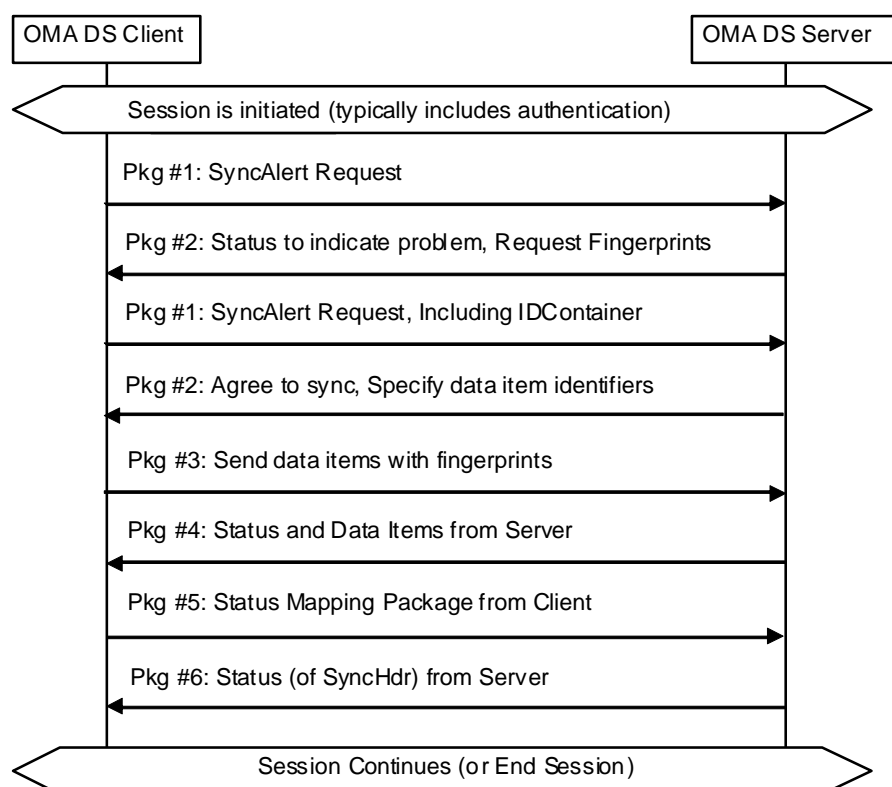 OMA DS Client
OMA DS Server
Session is initiated (typically includes authentication)
Pkg #1: SyncAlert Request
Pkg #2: Status to indicate problem, Request Fingerprints
Pkg #1: SyncAlert Request, Including IDContainer
Pkg #2: Agree to sync, Specify data item identifiers
Pkg #3: Send data items with fingerprints
Pkg #4: Status and Data Items from Server
Pkg #5: Status Mapping Package from Client
Pkg #6: Status (of SyncHdr) from Server
Session Continues (or End Session)